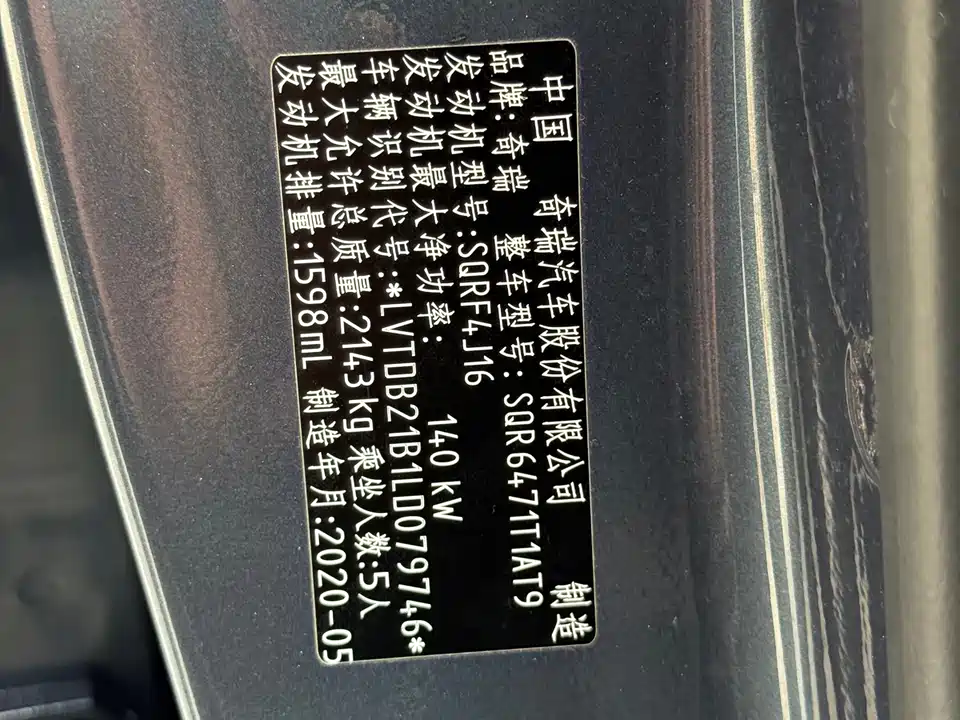 中国 奇瑞汽车股份有限公司 制造
品牌:奇瑞 整车型号:SQR6471T1AT9
发动机型号:SQRF4J16
发动机最大净功率: 140 kW
车辆识别代号:*LVTDB21B1LD079746*
最大允许总质量:2143kg 乘坐人数:5人
发动机排量:1598mL 制造年月:2020-05